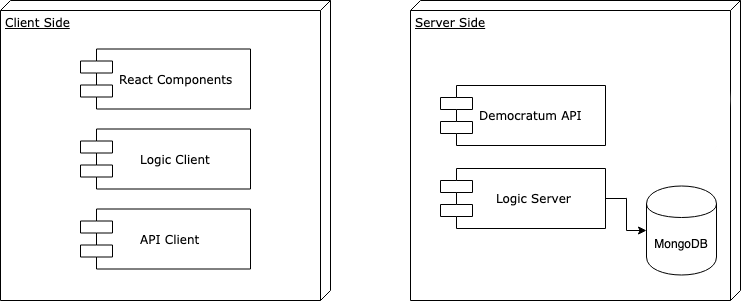 Client Side
React Components
Logic Client
API Client
Server Side
Democratum API
Logic Server
MongoDB